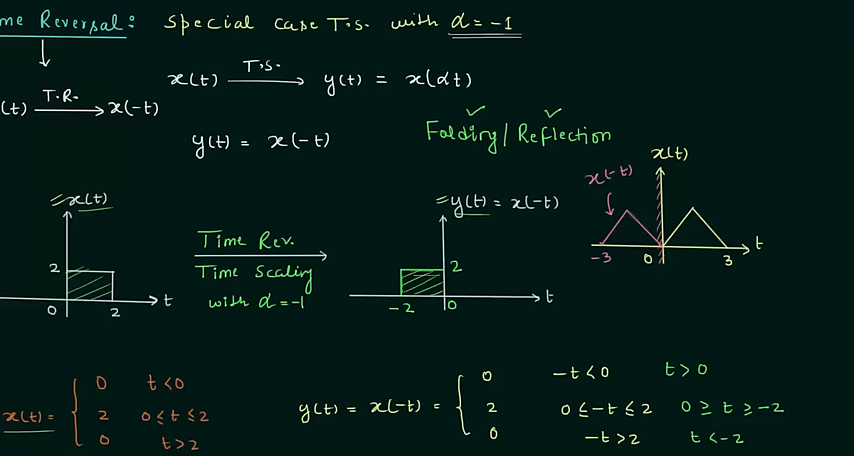 me Reversal: Special case T.S. with α = -1
x(t) T.S. y(t) = x(αt)
(t) T.R. x(-t)
y(t) = x(-t)
Folding/Reflection
x(t)
x(-t)
-3 0 3 t
x(t)
2
0 2 t
Time Rev.
Time Scaling
with α = -1
y(t) = x(-t)
2
-2 0 t
x(t) =
0 t < 0
2 0 ≤ t ≤ 2
0 t > 2
y(t) = x(-t) =
0 -t < 0 t > 0
2 0 ≤ -t ≤ 2 0 ≥ t ≥ -2
0 -t > 2 t < -2